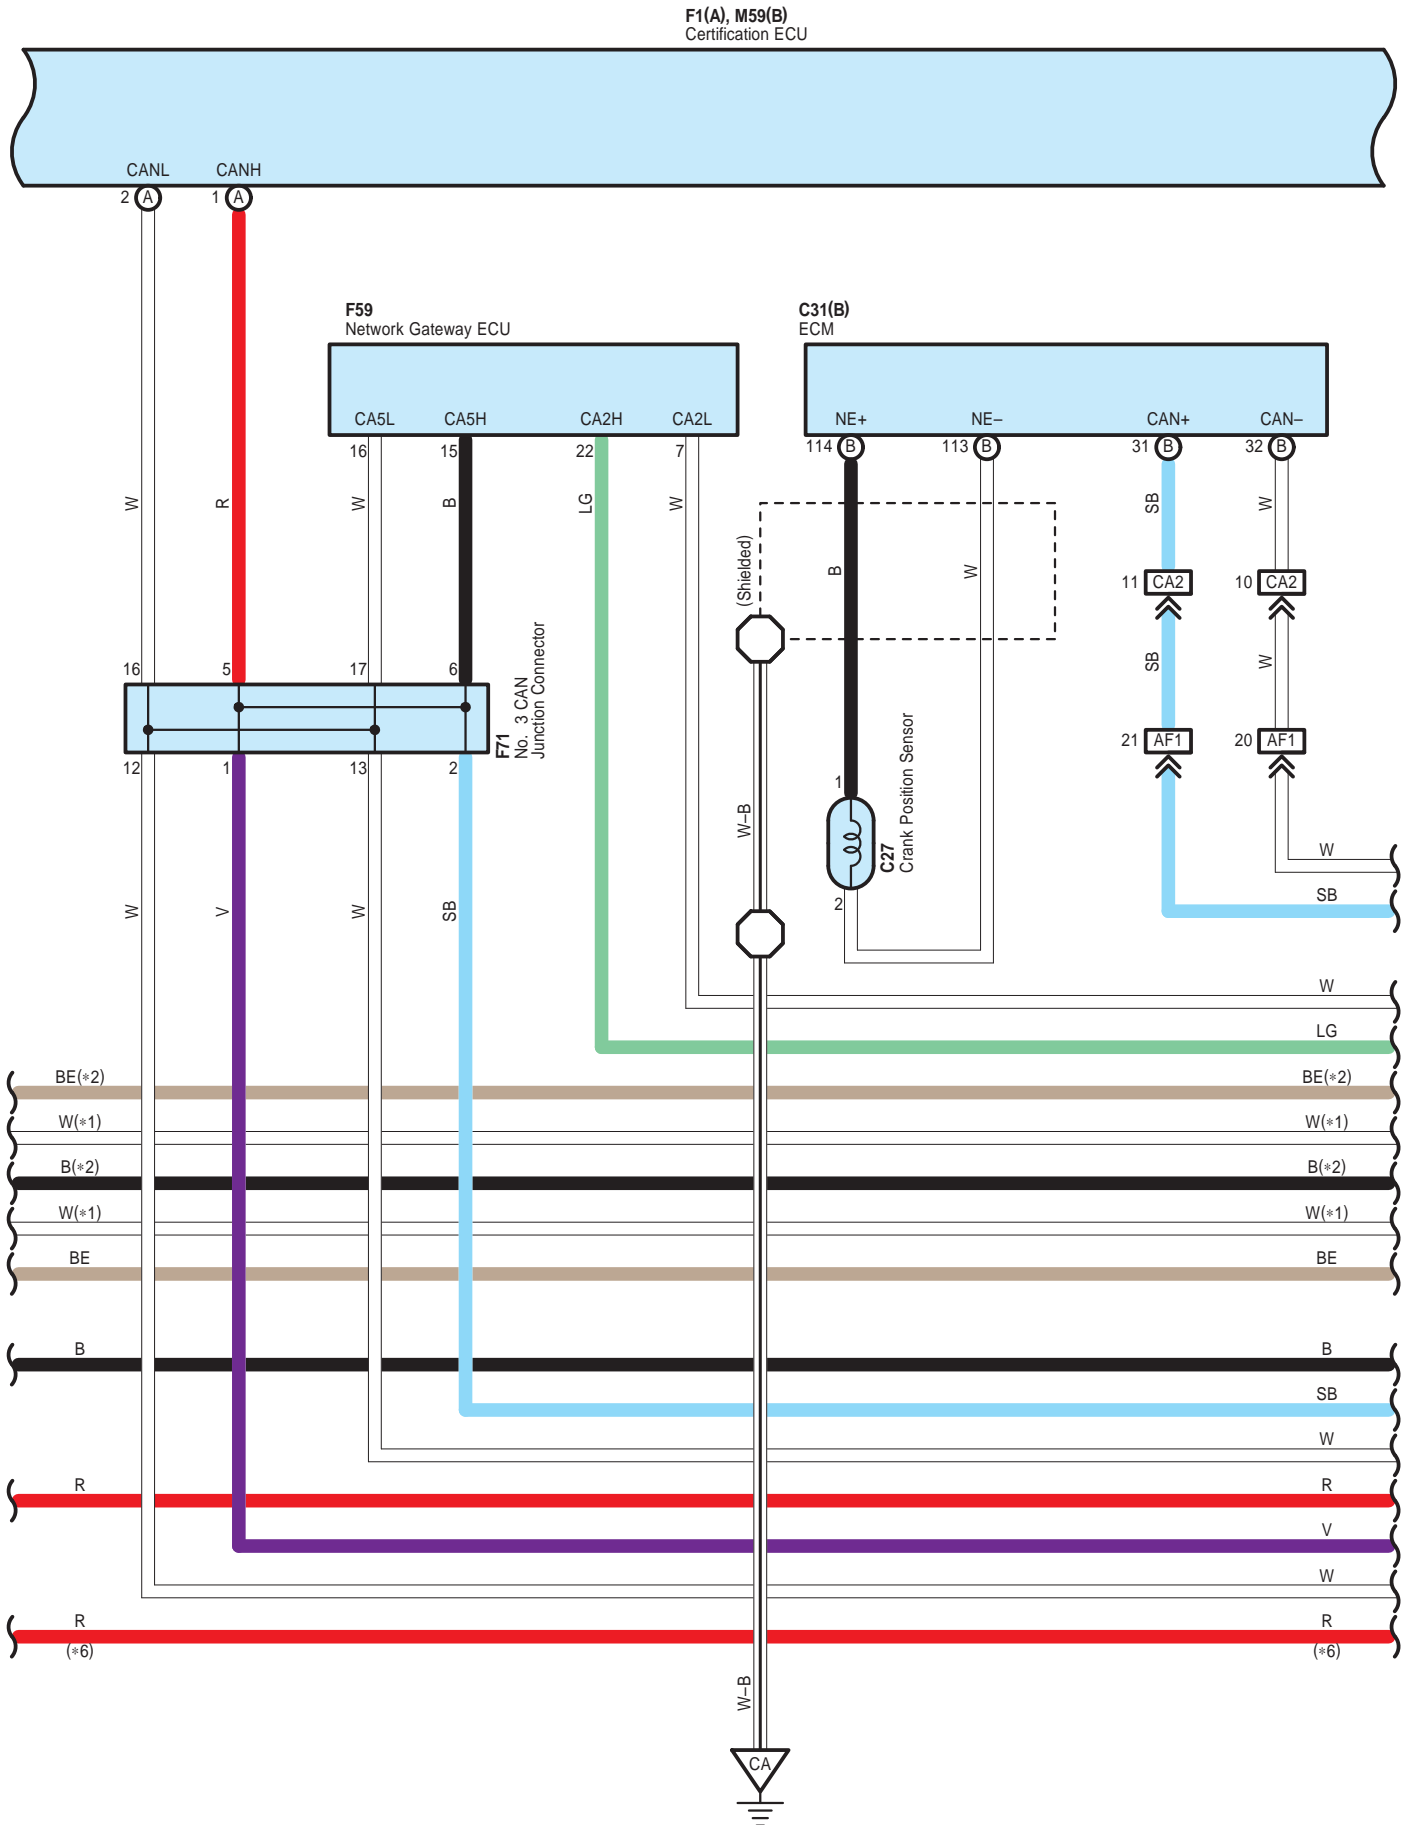 F1(A), M59(B)
Certification ECU
CANL CANH
2 A 1 A
F59
Network Gateway ECU
C31(B)
ECM
CA5L CA5H CA2H CA2L
NE+ NE– CAN+ CAN–
16 15 22 7
114 B 113 B 31 B 32 B
W R W B LG W
SB W
(Shielded)
B W
11 CA2 10 CA2
SB W
16 5 17 6
F71
No. 3 CAN
Junction Connector
21 AF1 20 AF1
12 1 13 2
1
C27
Crank Position Sensor
2
W–B
W
SB
W V W SB
W
LG
BE(*2) BE(*2)
W(*1) W(*1)
B(*2) B(*2)
W(*1) W(*1)
BE BE
B B
SB
W
R R
V
W
R R
(*6) (*6)
W–B
CA